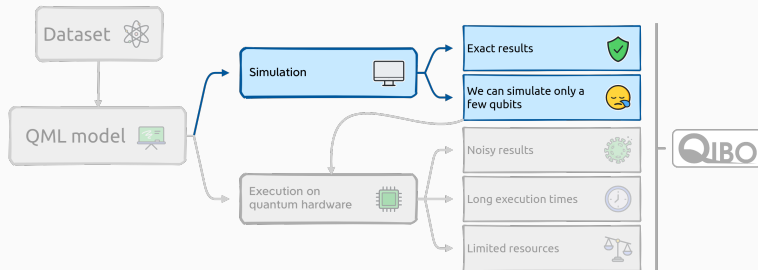 Dataset
QML model
Simulation
Exact results
We can simulate only a
few qubits
Execution on
quantum hardware
Noisy results
Long execution times
Limited resources
QIBO